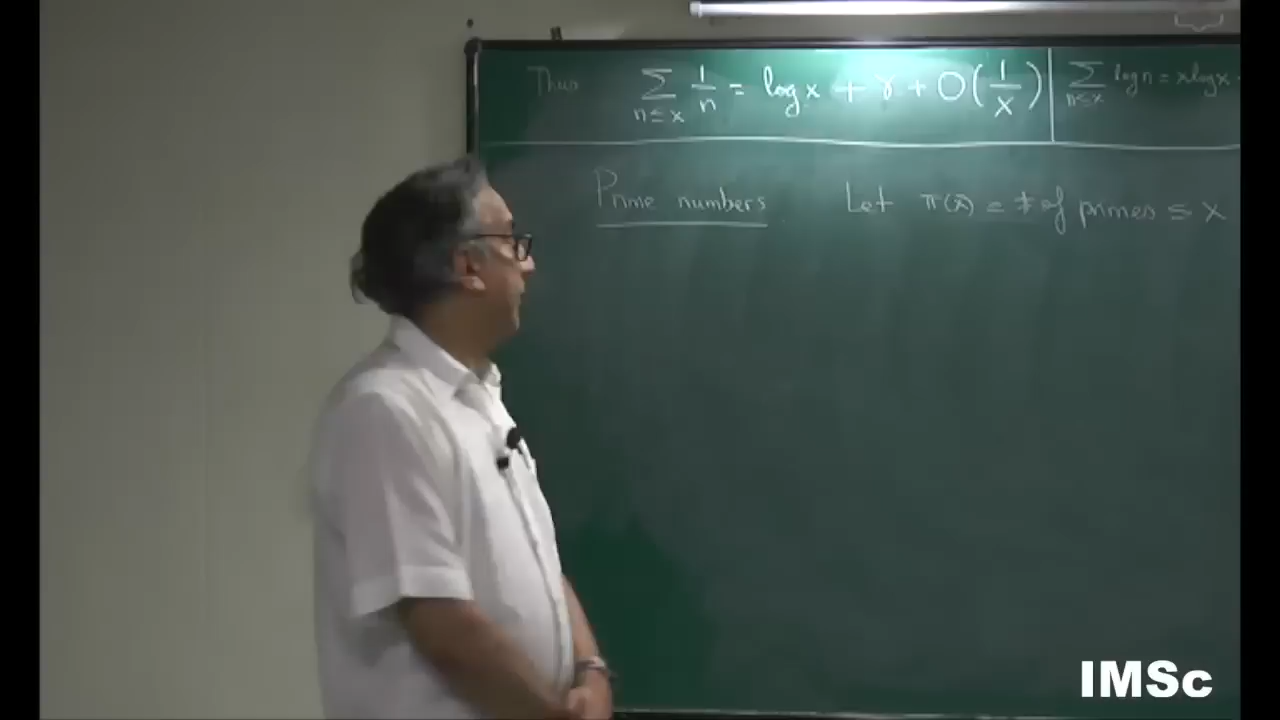 Thus ∑_{n≤x} 1/n = log x + γ + O(1/x) | ∑_{n≤x} log n = x log x
Prime numbers Let π(x) = # of primes ≤ x
IMSc